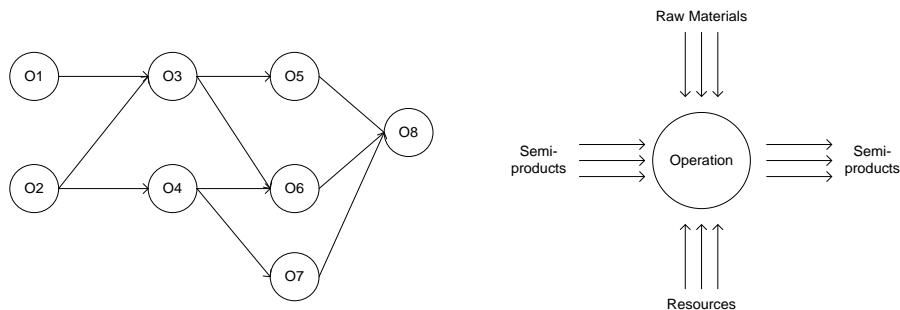 O1
O3
O5
O8
O2
O4
O6
O7
Raw Materials
Semi-
products
Operation
Semi-
products
Resources